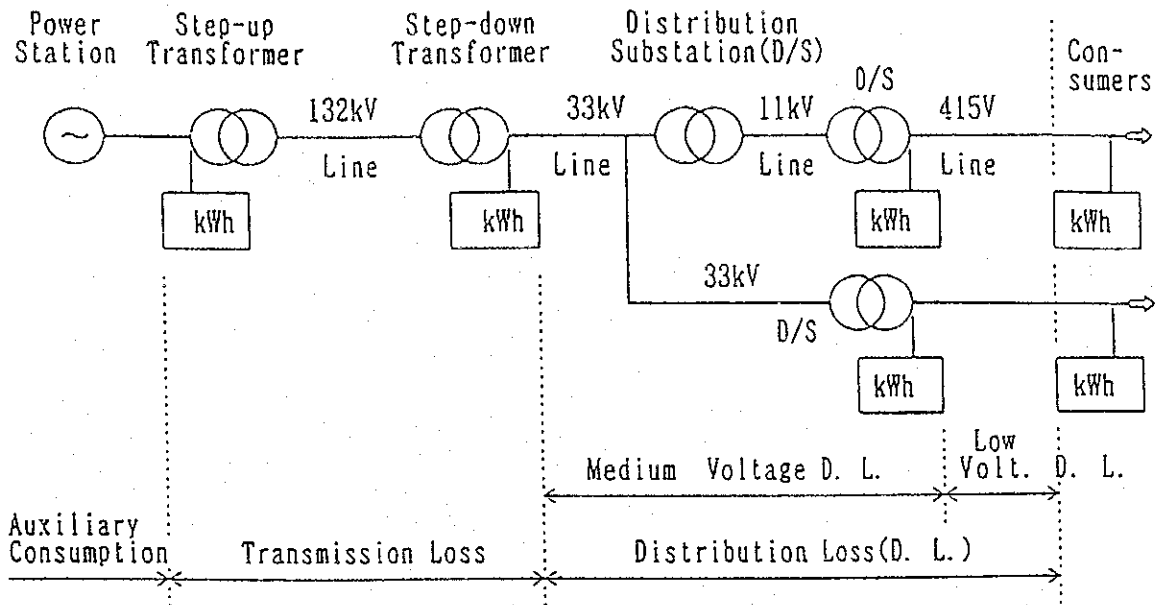 Power
Station
Step-up
Transformer
Step-down
Transformer
Distribution
Substation(D/S)
Con-
sumers
D/S
132kV
Line
33kV
Line
11kV
Line
415V
Line
kWh
kWh
kWh
kWh
33kV
D/S
kWh
kWh
Medium Voltage D. L.
Low
Volt. D. L.
Auxiliary
Consumption
Transmission Loss
Distribution Loss(D. L.)